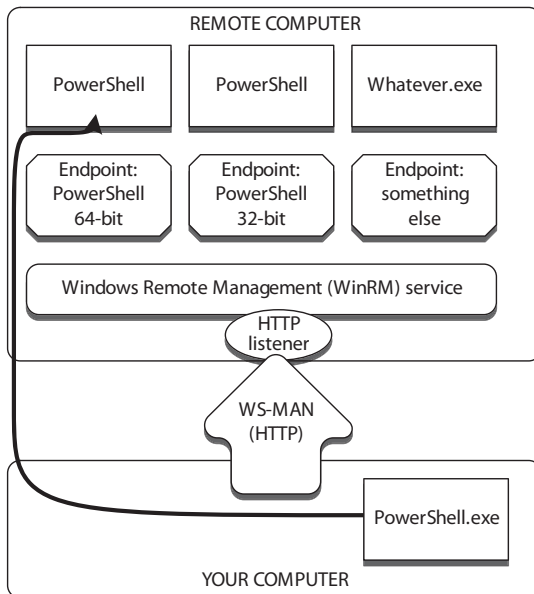 REMOTE COMPUTER
PowerShell
PowerShell
Whatever.exe
Endpoint:
PowerShell
64-bit
Endpoint:
PowerShell
32-bit
Endpoint:
something
else
Windows Remote Management (WinRM) service
HTTP
listener
WS-MAN
(HTTP)
PowerShell.exe
YOUR COMPUTER